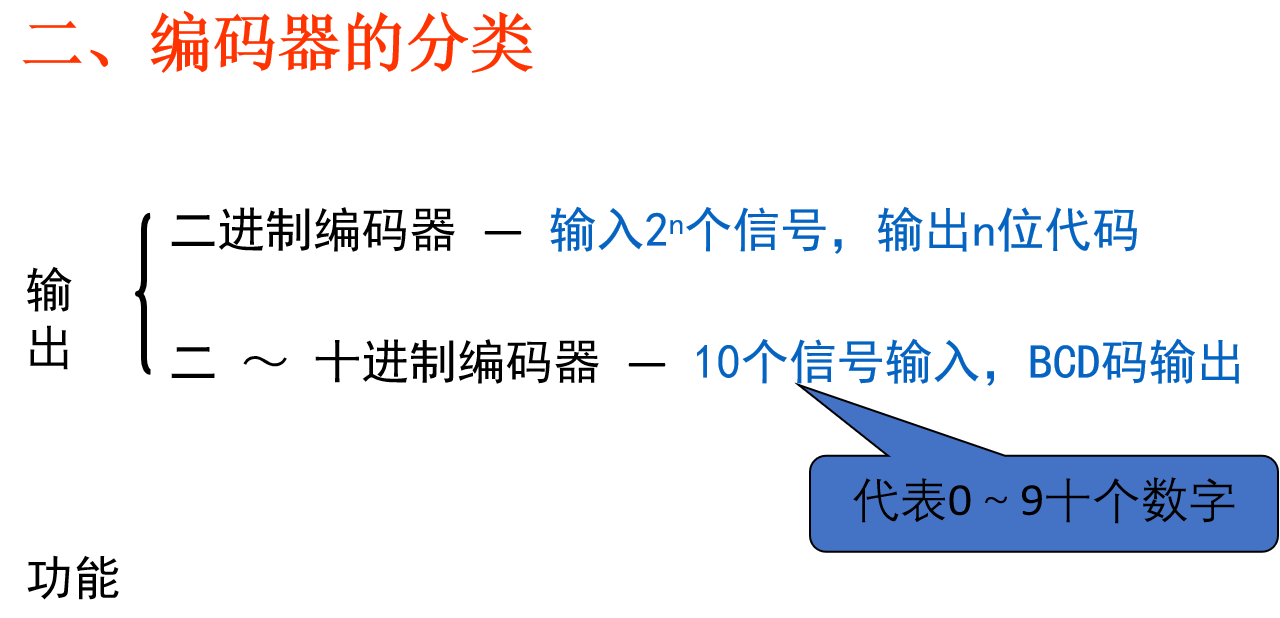 二、编码器的分类
二进制编码器 — 输入2ⁿ个信号，输出n位代码
输
出
二 ～ 十进制编码器 — 10个信号输入，BCD码输出
代表0 ~ 9十个数字
功能